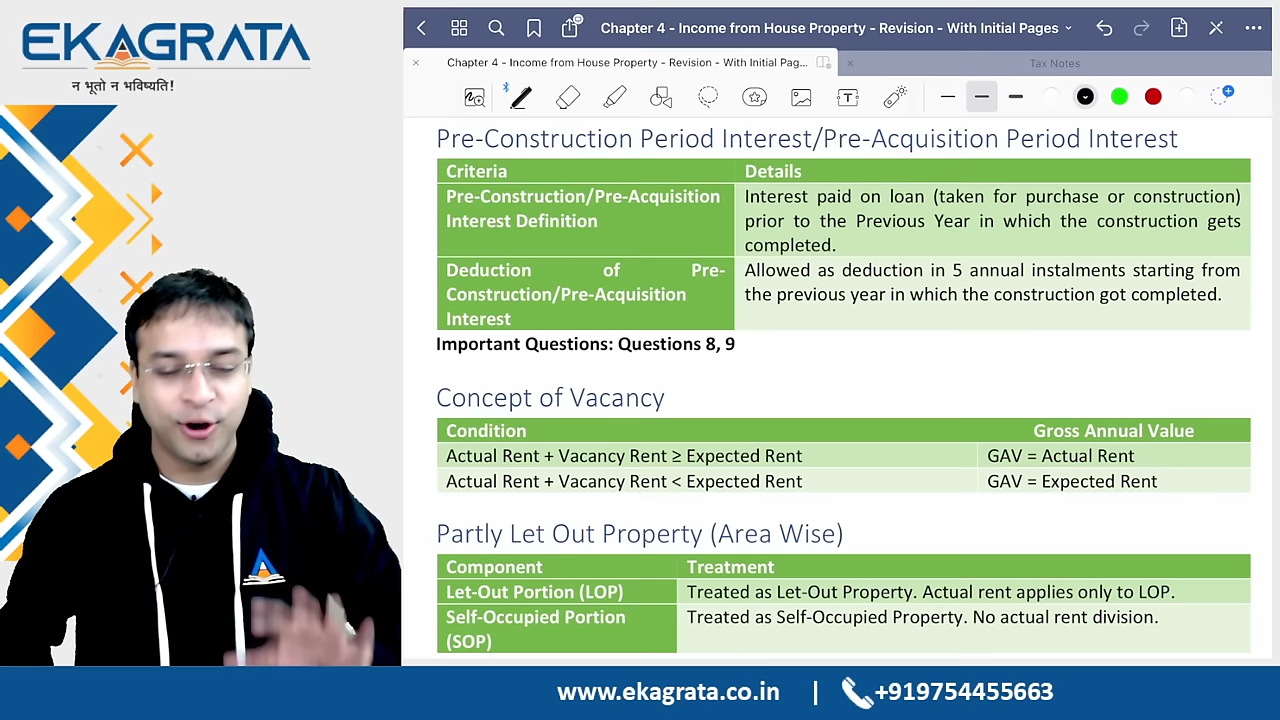 EKAGRATA
न भूतो न भविष्यति!
Chapter 4 - Income from House Property - Revision - With Initial Pages
Chapter 4 - Income from House Property - Revision - With Initial Pag...
Tax Notes
Pre-Construction Period Interest/Pre-Acquisition Period Interest
Criteria Details
Pre-Construction/Pre-Acquisition Interest paid on loan (taken for purchase or construction)
Interest Definition prior to the Previous Year in which the construction gets
completed.
Deduction of Pre- Allowed as deduction in 5 annual instalments starting from
Construction/Pre-Acquisition the previous year in which the construction got completed.
Interest
Important Questions: Questions 8, 9
Concept of Vacancy
Condition Gross Annual Value
Actual Rent + Vacancy Rent ≥ Expected Rent GAV = Actual Rent
Actual Rent + Vacancy Rent < Expected Rent GAV = Expected Rent
Partly Let Out Property (Area Wise)
Component Treatment
Let-Out Portion (LOP) Treated as Let-Out Property. Actual rent applies only to LOP.
Self-Occupied Portion Treated as Self-Occupied Property. No actual rent division.
(SOP)
www.ekagrata.co.in | +919754455663